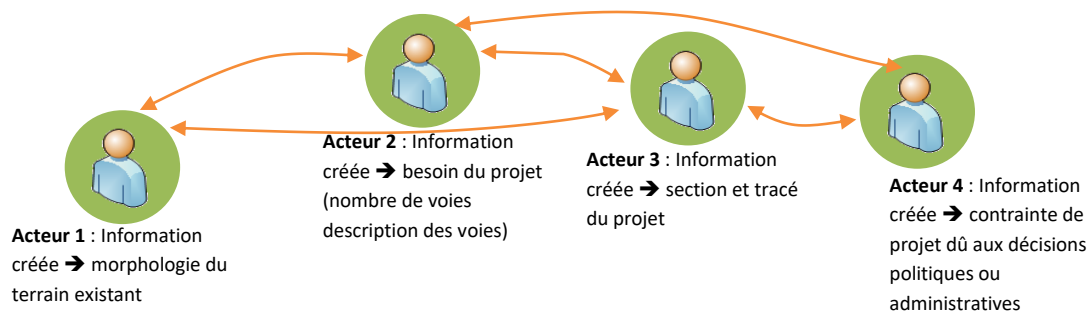 Acteur 1 : Information
créée ➔ morphologie du
terrain existant
Acteur 2 : Information
créée ➔ besoin du projet
(nombre de voies
description des voies)
Acteur 3 : Information
créée ➔ section et tracé
du projet
Acteur 4 : Information
créée ➔ contrainte de
projet dû aux décisions
politiques ou
administratives